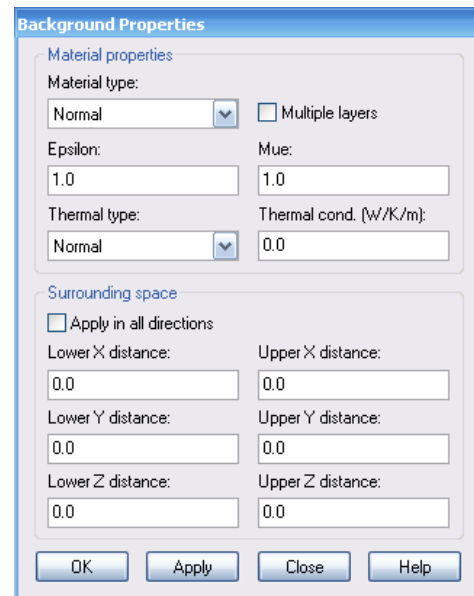 Background Properties
Material properties
Material type:
Normal Multiple layers
Epsilon: Mue:
1.0 1.0
Thermal type: Thermal cond. (W/K/m):
Normal 0.0
Surrounding space
Apply in all directions
Lower X distance: Upper X distance:
0.0 0.0
Lower Y distance: Upper Y distance:
0.0 0.0
Lower Z distance: Upper Z distance:
0.0 0.0
OK Apply Close Help